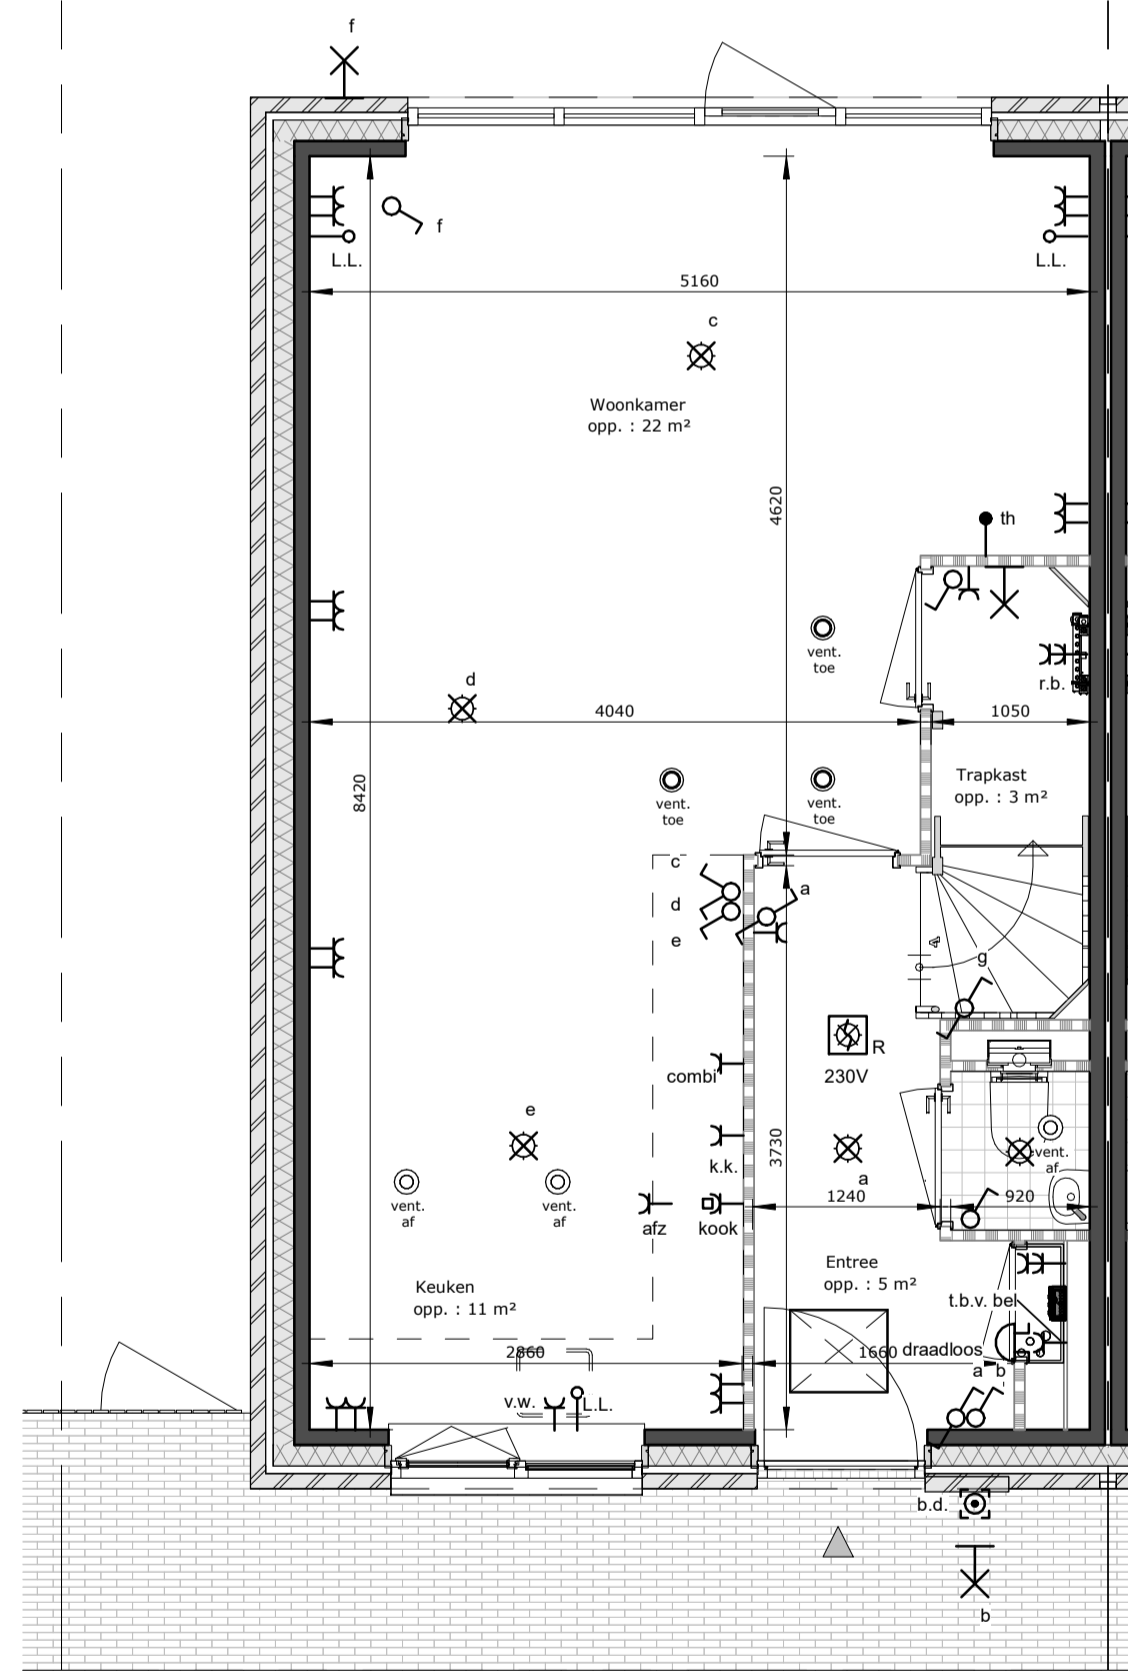 f
f
L.L.
L.L.
5160
c
Woonkamer
opp. : 22 m²
4620
th
vent.
toe
r.b.
d
4040
1050
8420
vent.
toe
vent.
toe
Trapkast
opp. : 3 m²
c
a
d
e
4
g
R
combi
230V
e
3730
k.k.
a
vent.
af
1240
920
vent.
af
vent.
af
afz
kook
Entree
opp. : 5 m²
Keuken
opp. : 11 m²
t.b.v. bel
2860
1660
draadloos
a b
v.w.
L.L.
b.d.
b